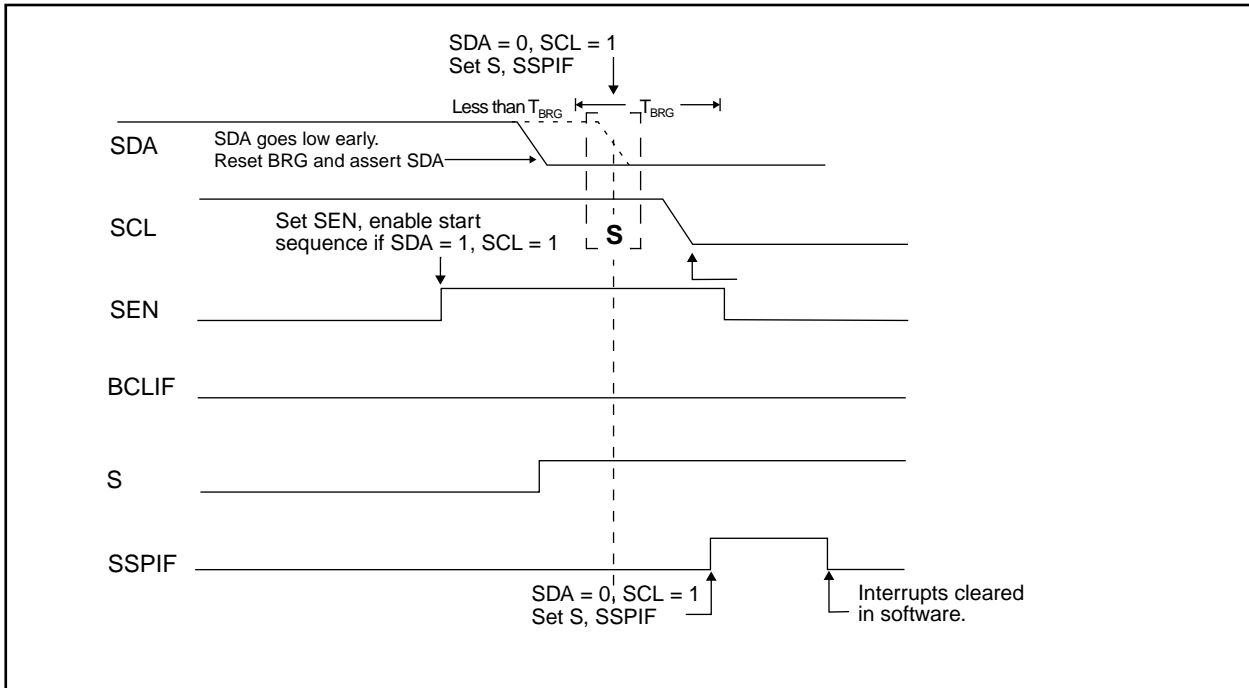 SDA = 0, SCL = 1
Set S, SSPIF
Less than TBRG
TBRG
SDA
SDA goes low early.
Reset BRG and assert SDA
SCL
Set SEN, enable start
sequence if SDA = 1, SCL = 1
S
SEN
BCLIF
S
SSPIF
SDA = 0, SCL = 1
Set S, SSPIF
Interrupts cleared
in software.